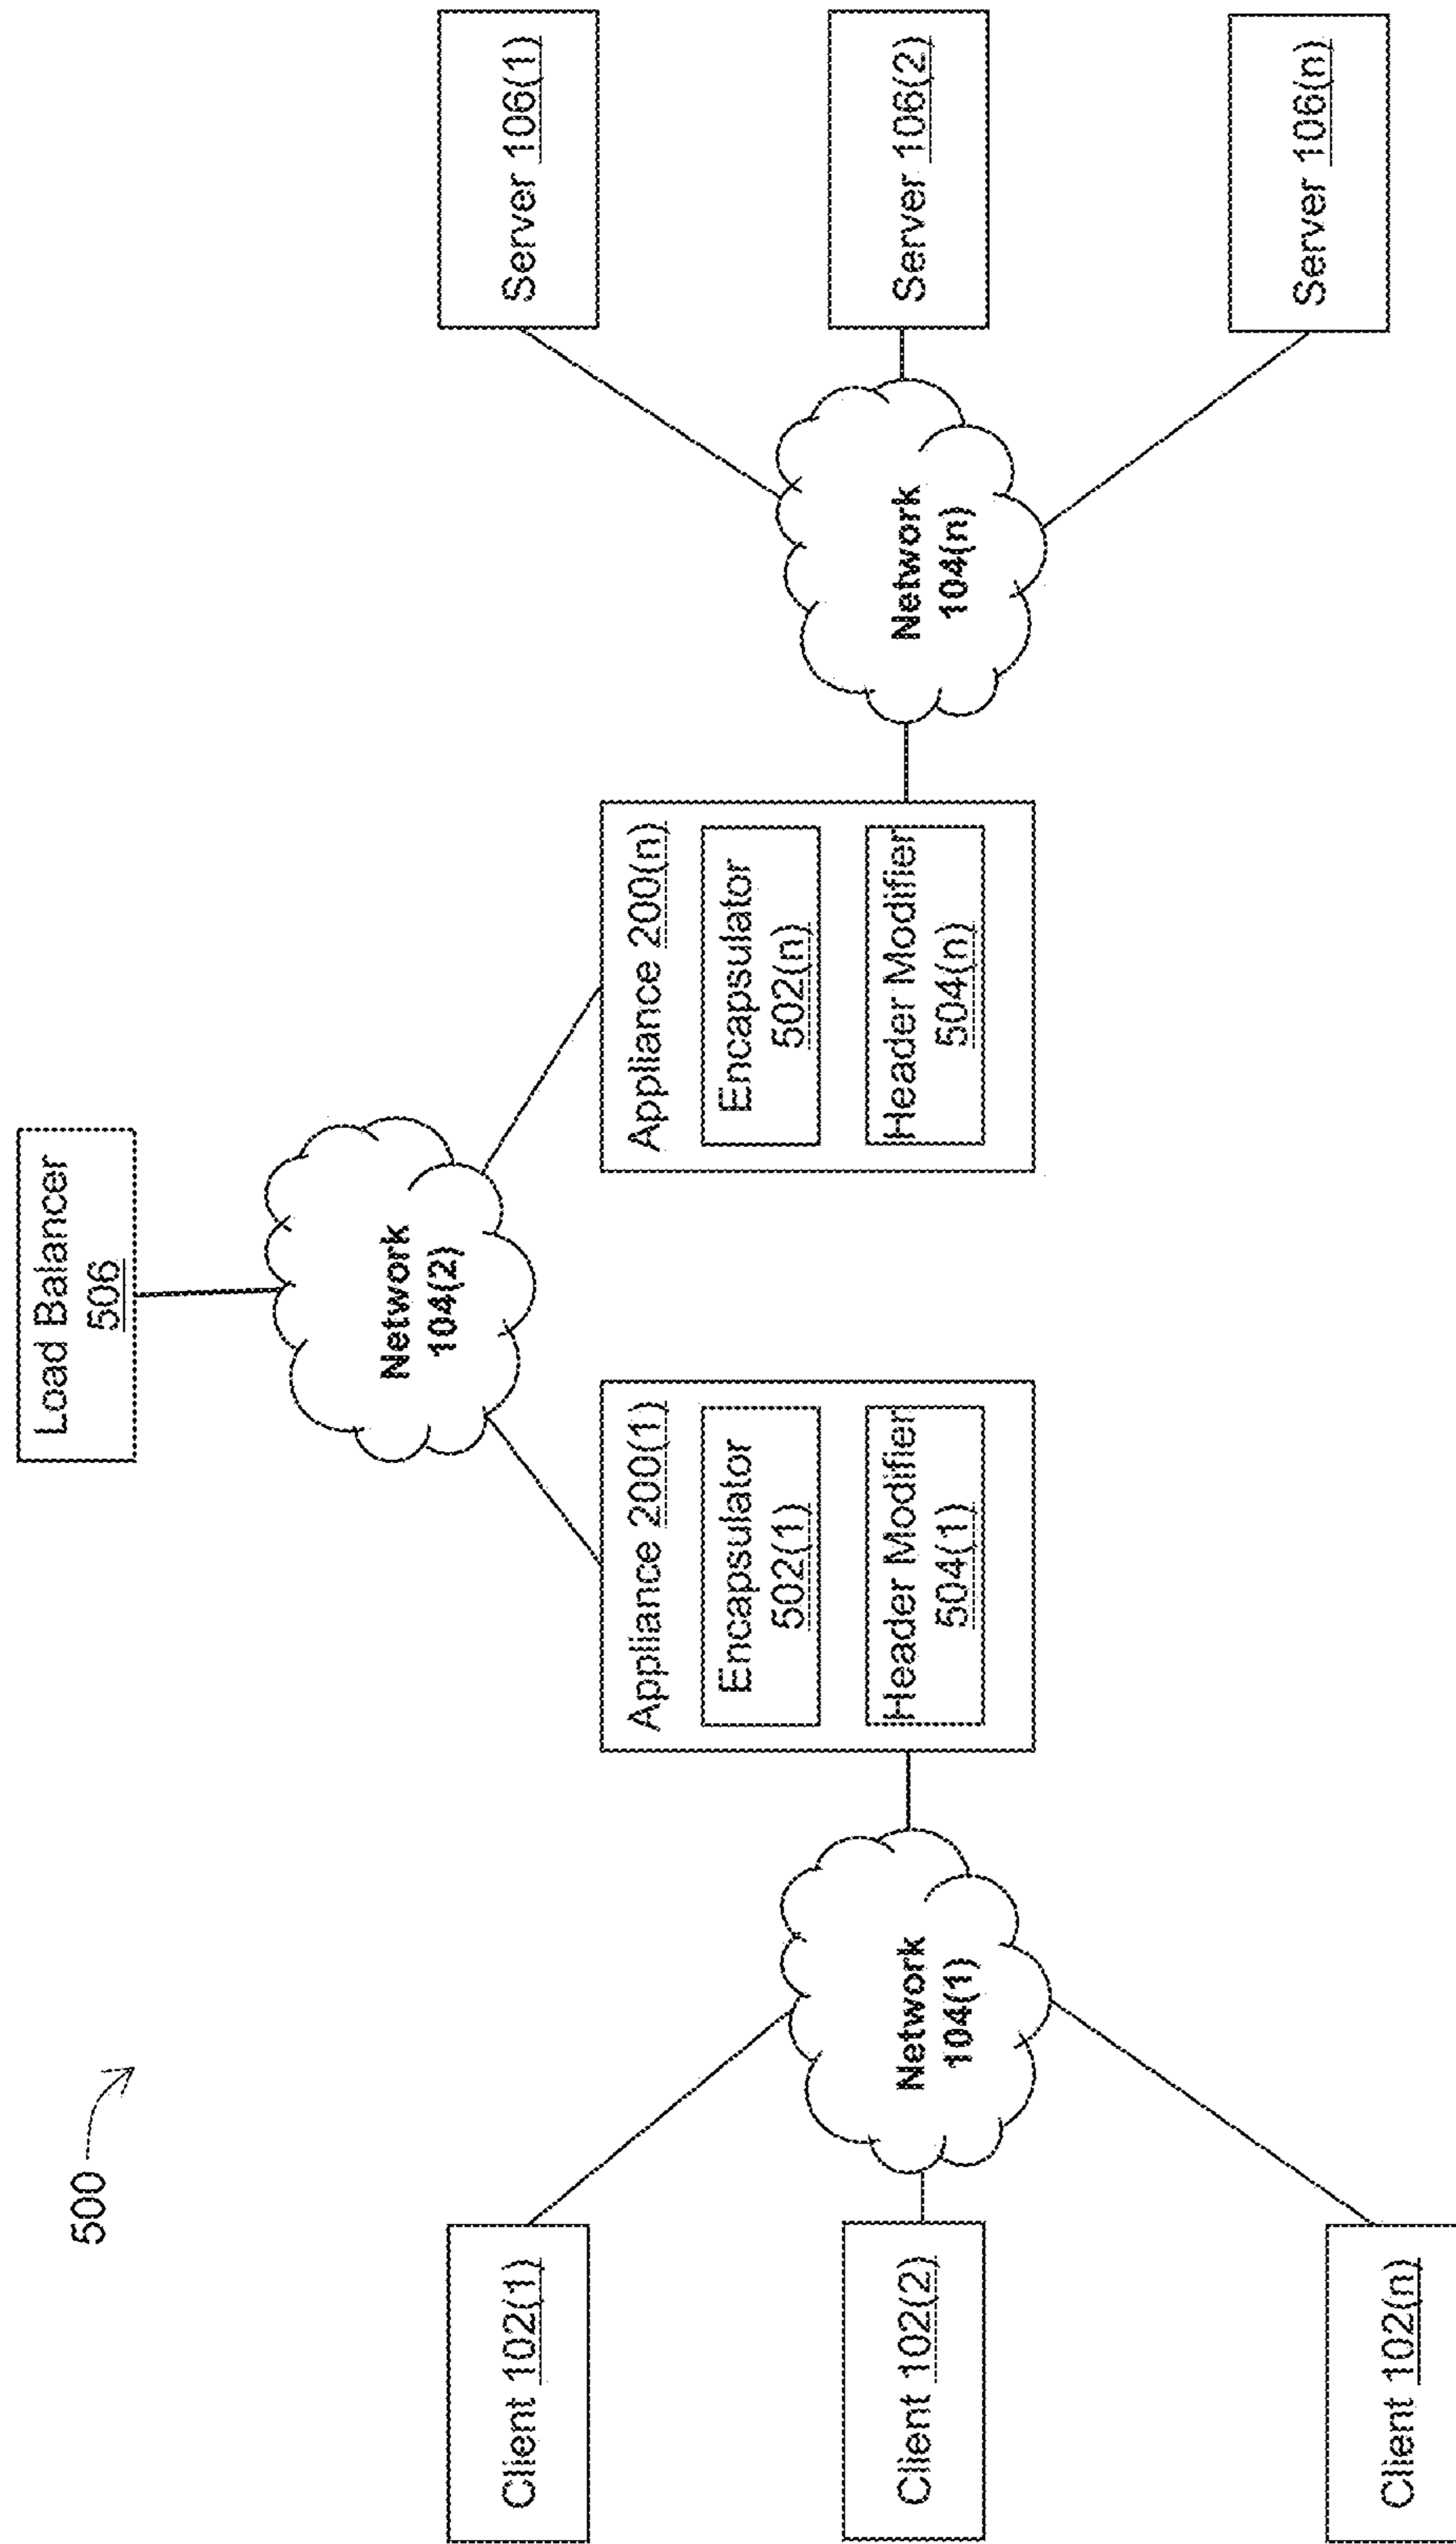 500
Load Balancer
506
Network
104(2)
Client 102(1)
Client 102(2)
Client 102(n)
Network
104(1)
Appliance 200(1)
Encapsulator
502(1)
Header Modifier
504(1)
Appliance 200(n)
Encapsulator
502(n)
Header Modifier
504(n)
Network
104(n)
Server 106(1)
Server 106(2)
Server 106(n)